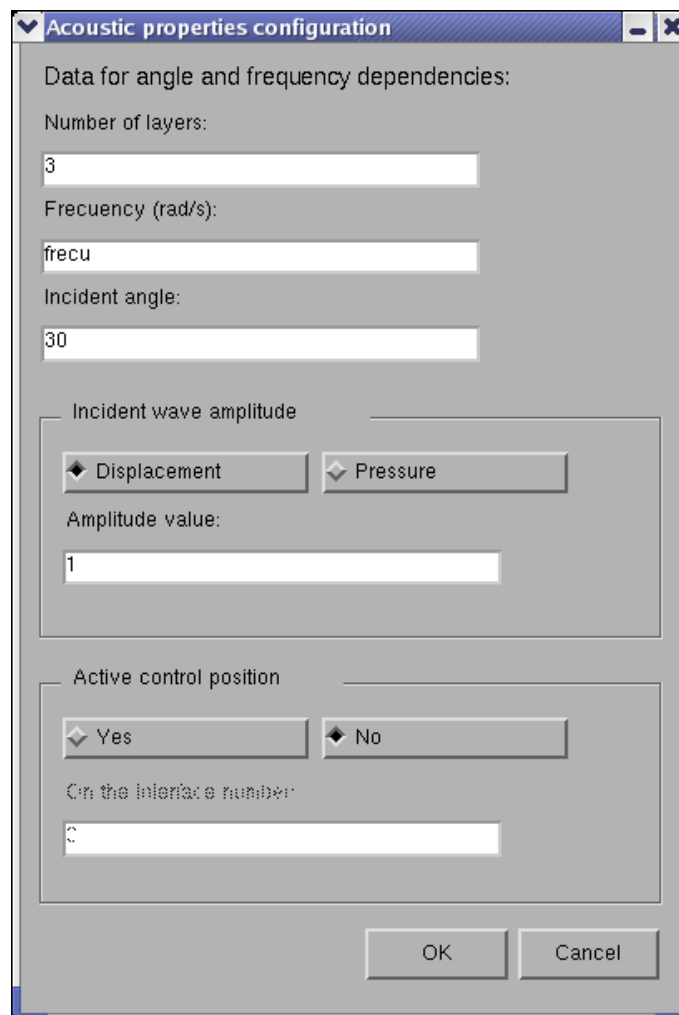 Acoustic properties configuration
Data for angle and frequency dependencies:
Number of layers:
3
Frecuency (rad/s):
frecu
Incident angle:
30
Incident wave amplitude
Displacement Pressure
Amplitude value:
1
Active control position
Yes No
On the interface number
OK Cancel